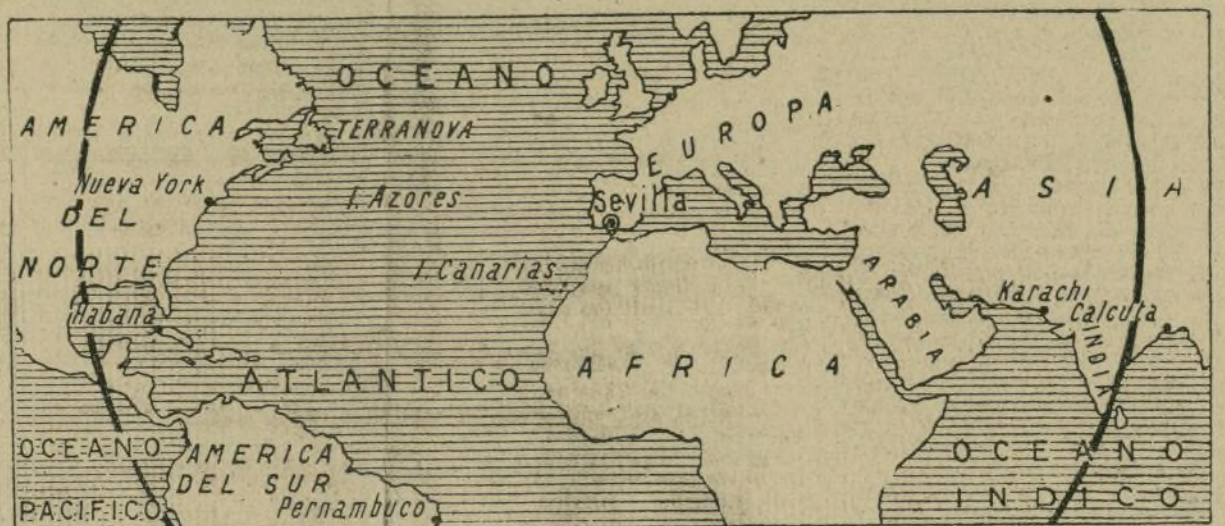 OCEANO
AMERICA
TERRANOVA
EUROPA
Nueva York
I. Azores
Sevilla
ASIA
DEL
NORTE
I. Canarias
ARABIA
Karachi
Habana
Calcuta
INDIA
ATLANTICO
AFRICA
OCEANO
AMERICA
OCEANO
DEL SUR
INDICO
PACIFICO
Pernambuco